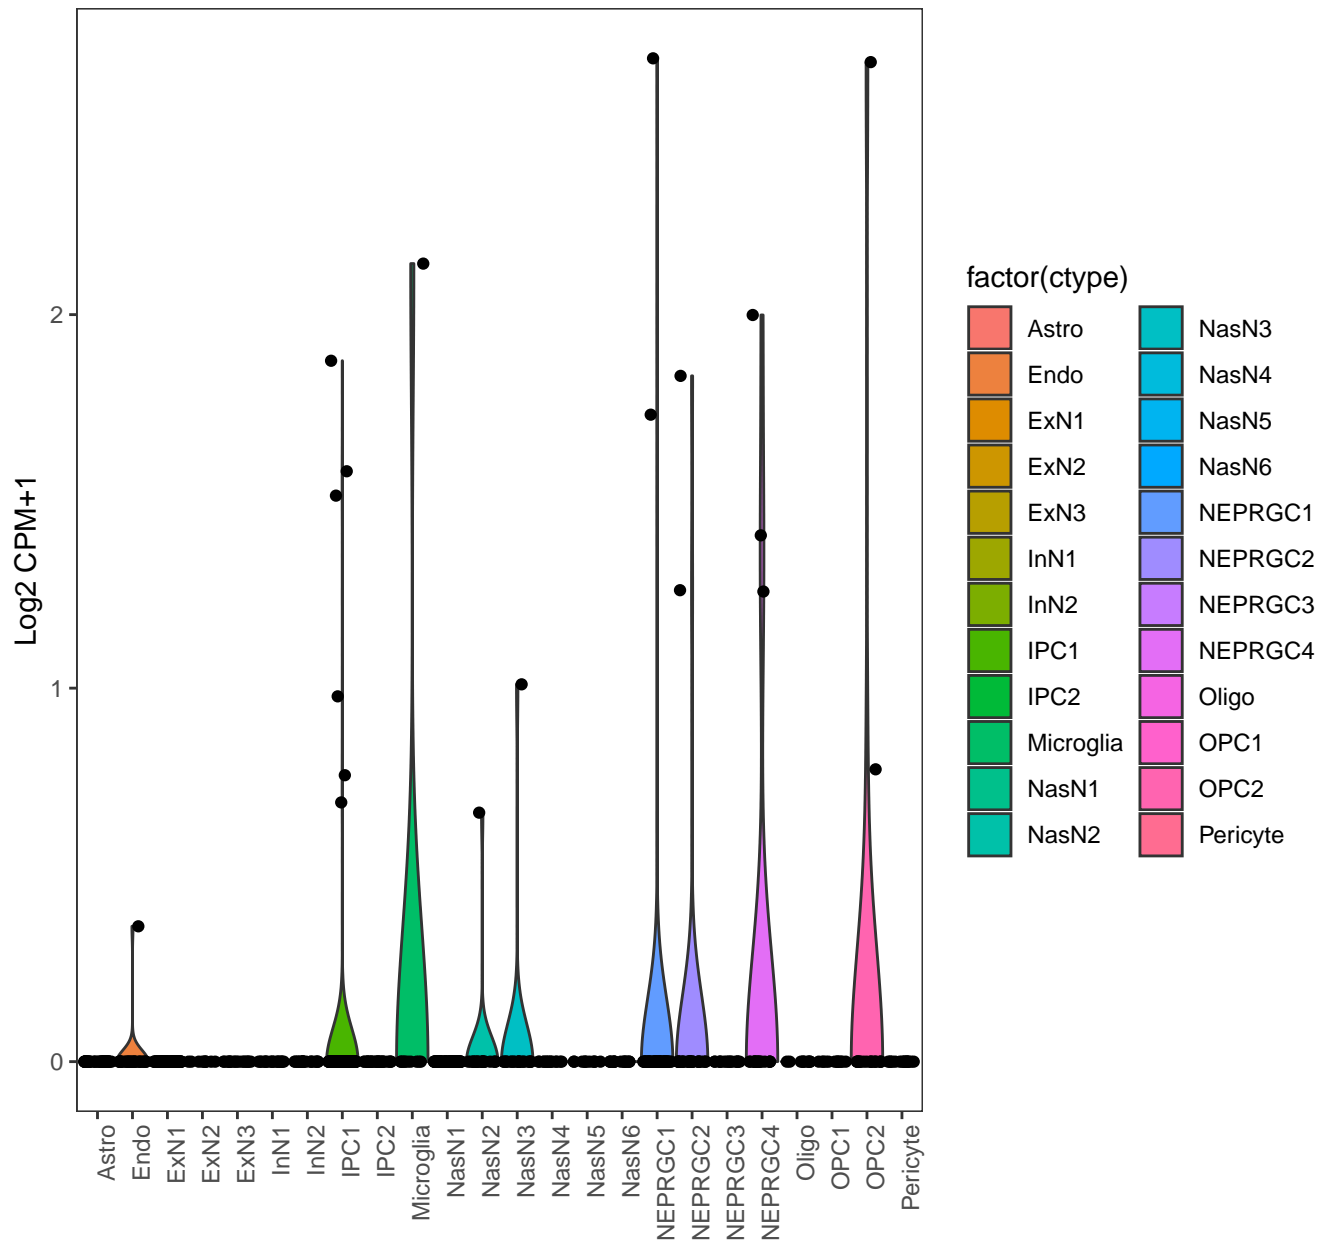 Log2 CPM+1
2
1
0
Astro
Endo
ExN1
ExN2
ExN3
InN1
InN2
IPC1
IPC2
Microglia
NasN1
NasN2
NasN3
NasN4
NasN5
NasN6
NEPRGC1
NEPRGC2
NEPRGC3
NEPRGC4
Oligo
OPC1
OPC2
Pericyte
factor(ctype)
Astro
Endo
ExN1
ExN2
ExN3
InN1
InN2
IPC1
IPC2
Microglia
NasN1
NasN2
NasN3
NasN4
NasN5
NasN6
NEPRGC1
NEPRGC2
NEPRGC3
NEPRGC4
Oligo
OPC1
OPC2
Pericyte